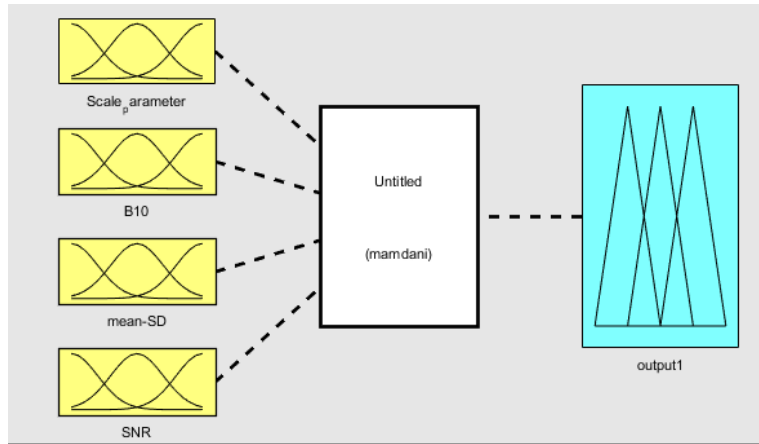 Scale_parameter
B10
mean-SD
SNR
Untitled
(mamdani)
output1